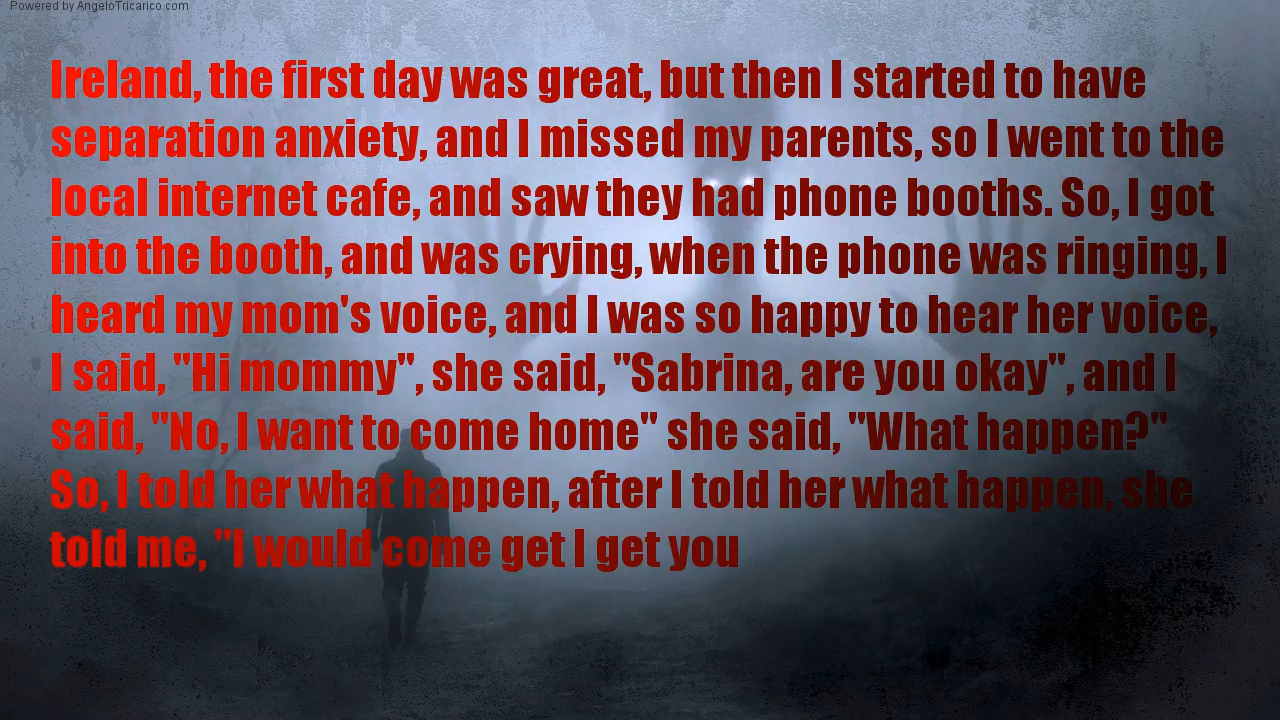 Powered by AngeloTricarico.com
Ireland, the first day was great, but then I started to have
separation anxiety, and I missed my parents, so I went to the
local internet cafe, and saw they had phone booths. So, I got
into the booth, and was crying, when the phone was ringing, I
heard my mom's voice, and I was so happy to hear her voice,
I said, "Hi mommy", she said, "Sabrina, are you okay", and I
said, "No, I want to come home" she said, "What happen?"
So, I told her what happen, after I told her what happen, she
told me, "I would come get I get you